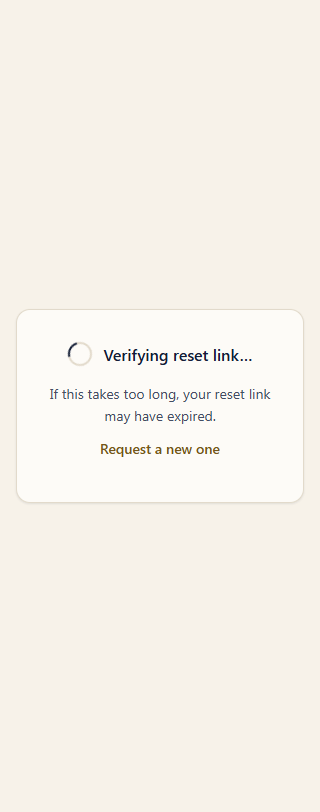 Verifying reset link...
If this takes too long, your reset link
may have expired.
Request a new one